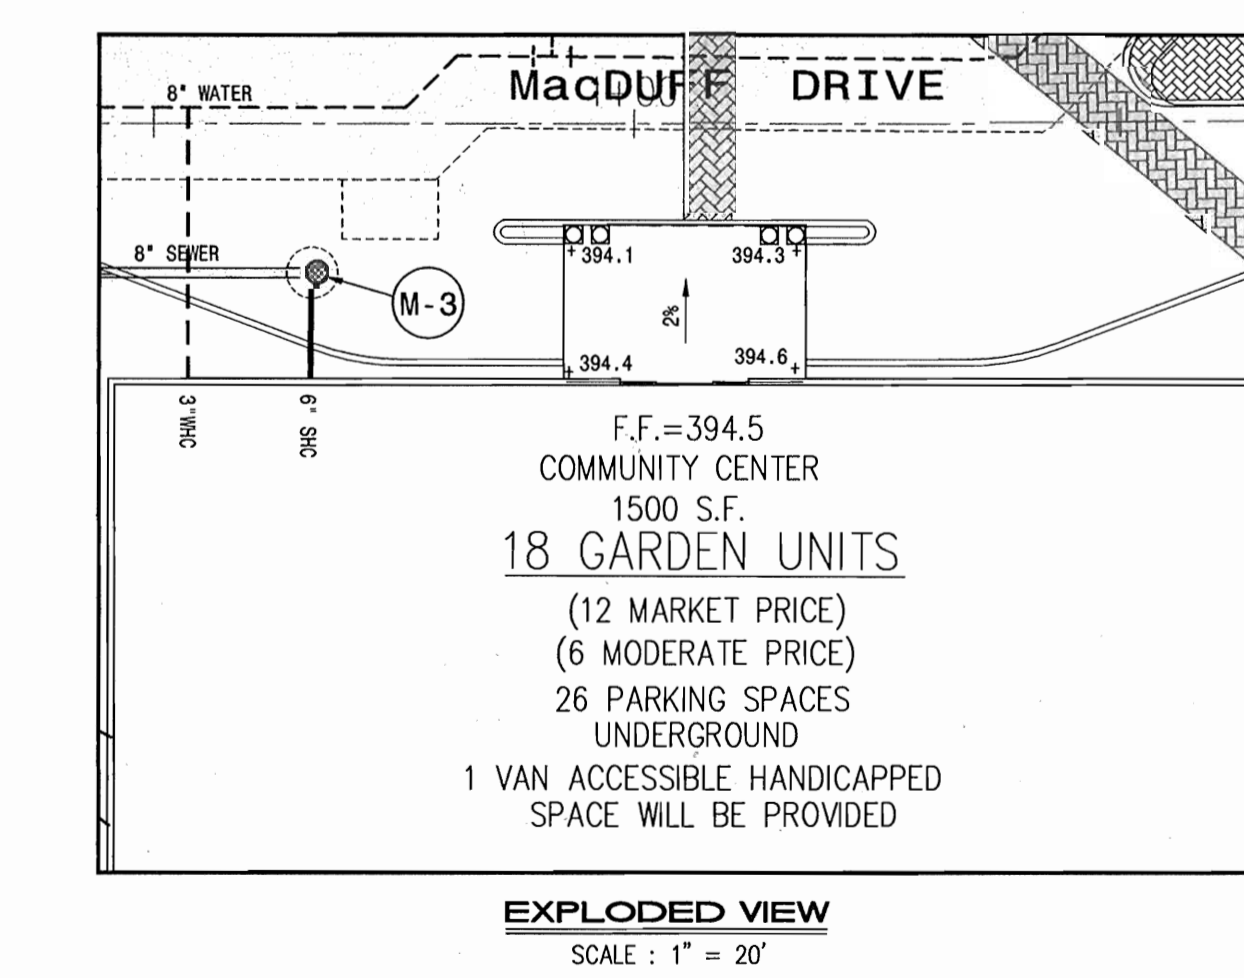 MacDUFF DRIVE
8" WATER
8" SEWER
M-3
394.1
394.3
2%
394.4
394.6
3"WHC
6" SHC
F.F.=394.5
COMMUNITY CENTER
1500 S.F.
18 GARDEN UNITS
(12 MARKET PRICE)
(6 MODERATE PRICE)
26 PARKING SPACES
UNDERGROUND
1 VAN ACCESSIBLE HANDICAPPED
SPACE WILL BE PROVIDED
EXPLODED VIEW
SCALE : 1" = 20'